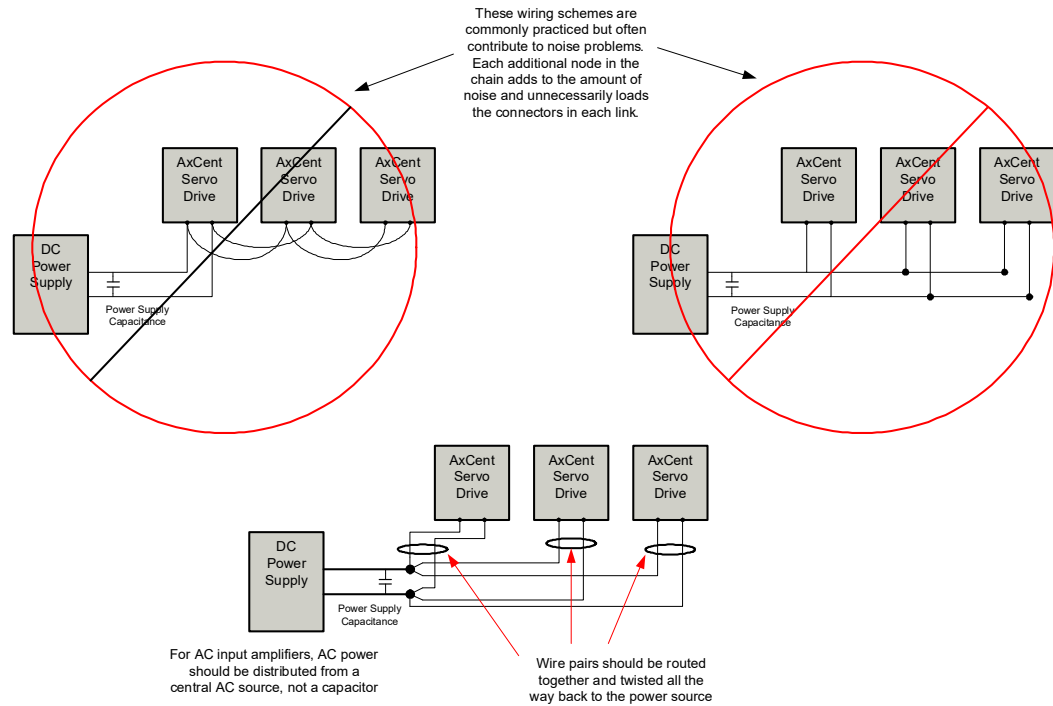 These wiring schemes are
commonly practiced but often
contribute to noise problems.
Each additional node in the
chain adds to the amount of
noise and unnecessarily loads
the connectors in each link.
AxCent
Servo
Drive
AxCent
Servo
Drive
AxCent
Servo
Drive
DC
Power
Supply
Power Supply
Capacitance
AxCent
Servo
Drive
AxCent
Servo
Drive
AxCent
Servo
Drive
DC
Power
Supply
Power Supply
Capacitance
AxCent
Servo
Drive
AxCent
Servo
Drive
AxCent
Servo
Drive
DC
Power
Supply
Power Supply
Capacitance
For AC input amplifiers, AC power
should be distributed from a
central AC source, not a capacitor
Wire pairs should be routed
together and twisted all the
way back to the power source